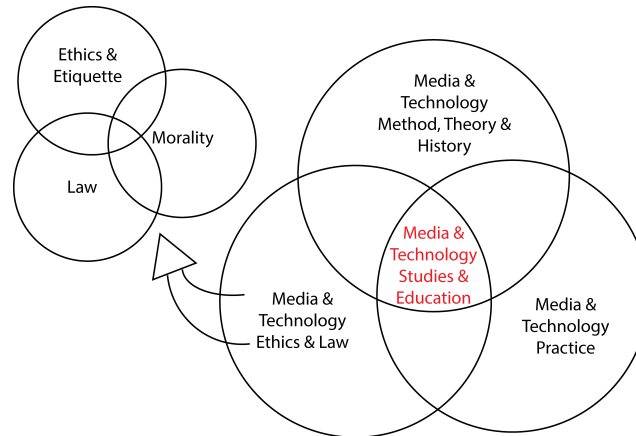 Ethics &
Etiquette
Morality
Law
Media &
Technology
Method, Theory &
History
Media &
Technology
Studies &
Education
Media &
Technology
Ethics & Law
Media &
Technology
Practice